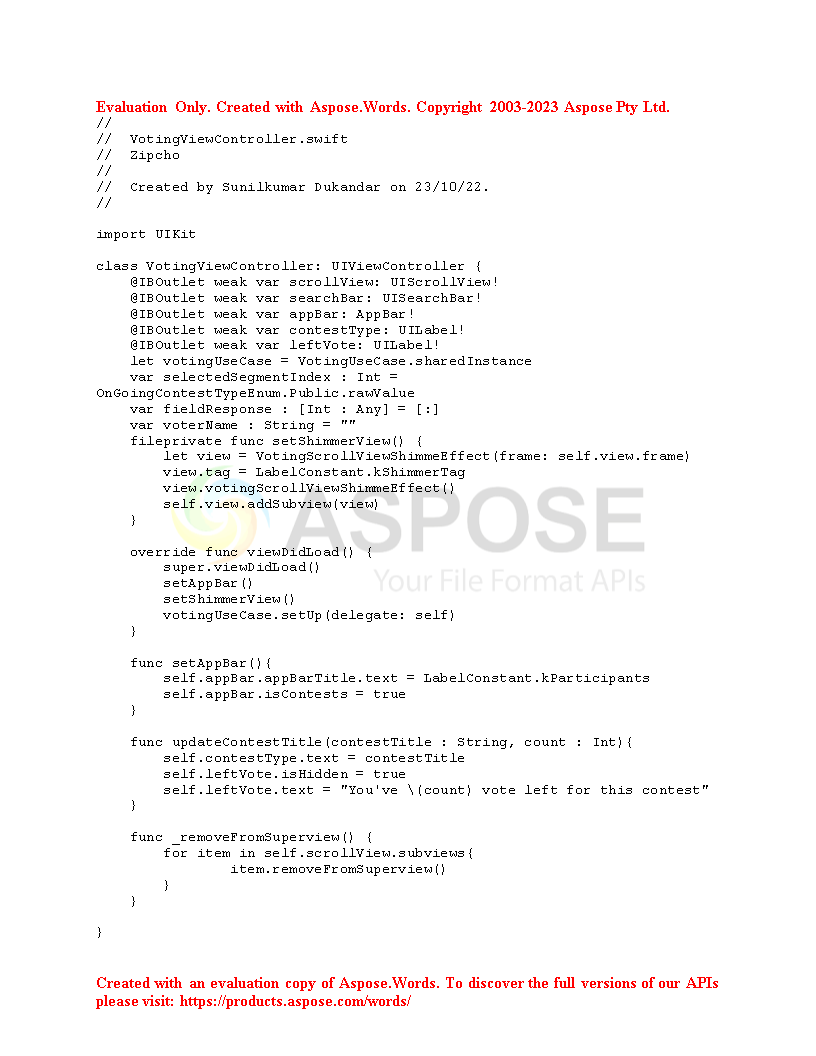 Evaluation Only. Created with Aspose.Words. Copyright 2003-2023 Aspose Pty Ltd.
//
//  VotingViewController.swift
//  Zipcho
//
//  Created by Sunilkumar Dukandar on 23/10/22.
//
import UIKit
class VotingViewController: UIViewController {
    @IBOutlet weak var scrollView: UIScrollView!
    @IBOutlet weak var searchBar: UISearchBar!
    @IBOutlet weak var appBar: AppBar!
    @IBOutlet weak var contestType: UILabel!
    @IBOutlet weak var leftVote: UILabel!
    let votingUseCase = VotingUseCase.sharedInstance
    var selectedSegmentIndex : Int =
OnGoingContestTypeEnum.Public.rawValue
    var fieldResponse : [Int : Any] = [:]
    var voterName : String = ""
    fileprivate func setShimmerView() {
        let view = VotingScrollViewShimmeEffect(frame: self.view.frame)
        view.tag = LabelConstant.kShimmerTag
        view.votingScrollViewShimmeEffect()
        self.view.addSubview(view)
    }
ASPOSE
Your File Format APIs
    override func viewDidLoad() {
        super.viewDidLoad()
        setAppBar()
        setShimmerView()
        votingUseCase.setUp(delegate: self)
    }
    func setAppBar(){
        self.appBar.appBarTitle.text = LabelConstant.kParticipants
        self.appBar.isContests = true
    }
    func updateContestTitle(contestTitle : String, count : Int){
        self.contestType.text = contestTitle
        self.leftVote.isHidden = true
        self.leftVote.text = "You've \(count) vote left for this contest"
    }
    func _removeFromSuperview() {
        for item in self.scrollView.subviews{
                item.removeFromSuperview()
        }
    }
}
Created with an evaluation copy of Aspose.Words. To discover the full versions of our APIs
please visit: https://products.aspose.com/words/